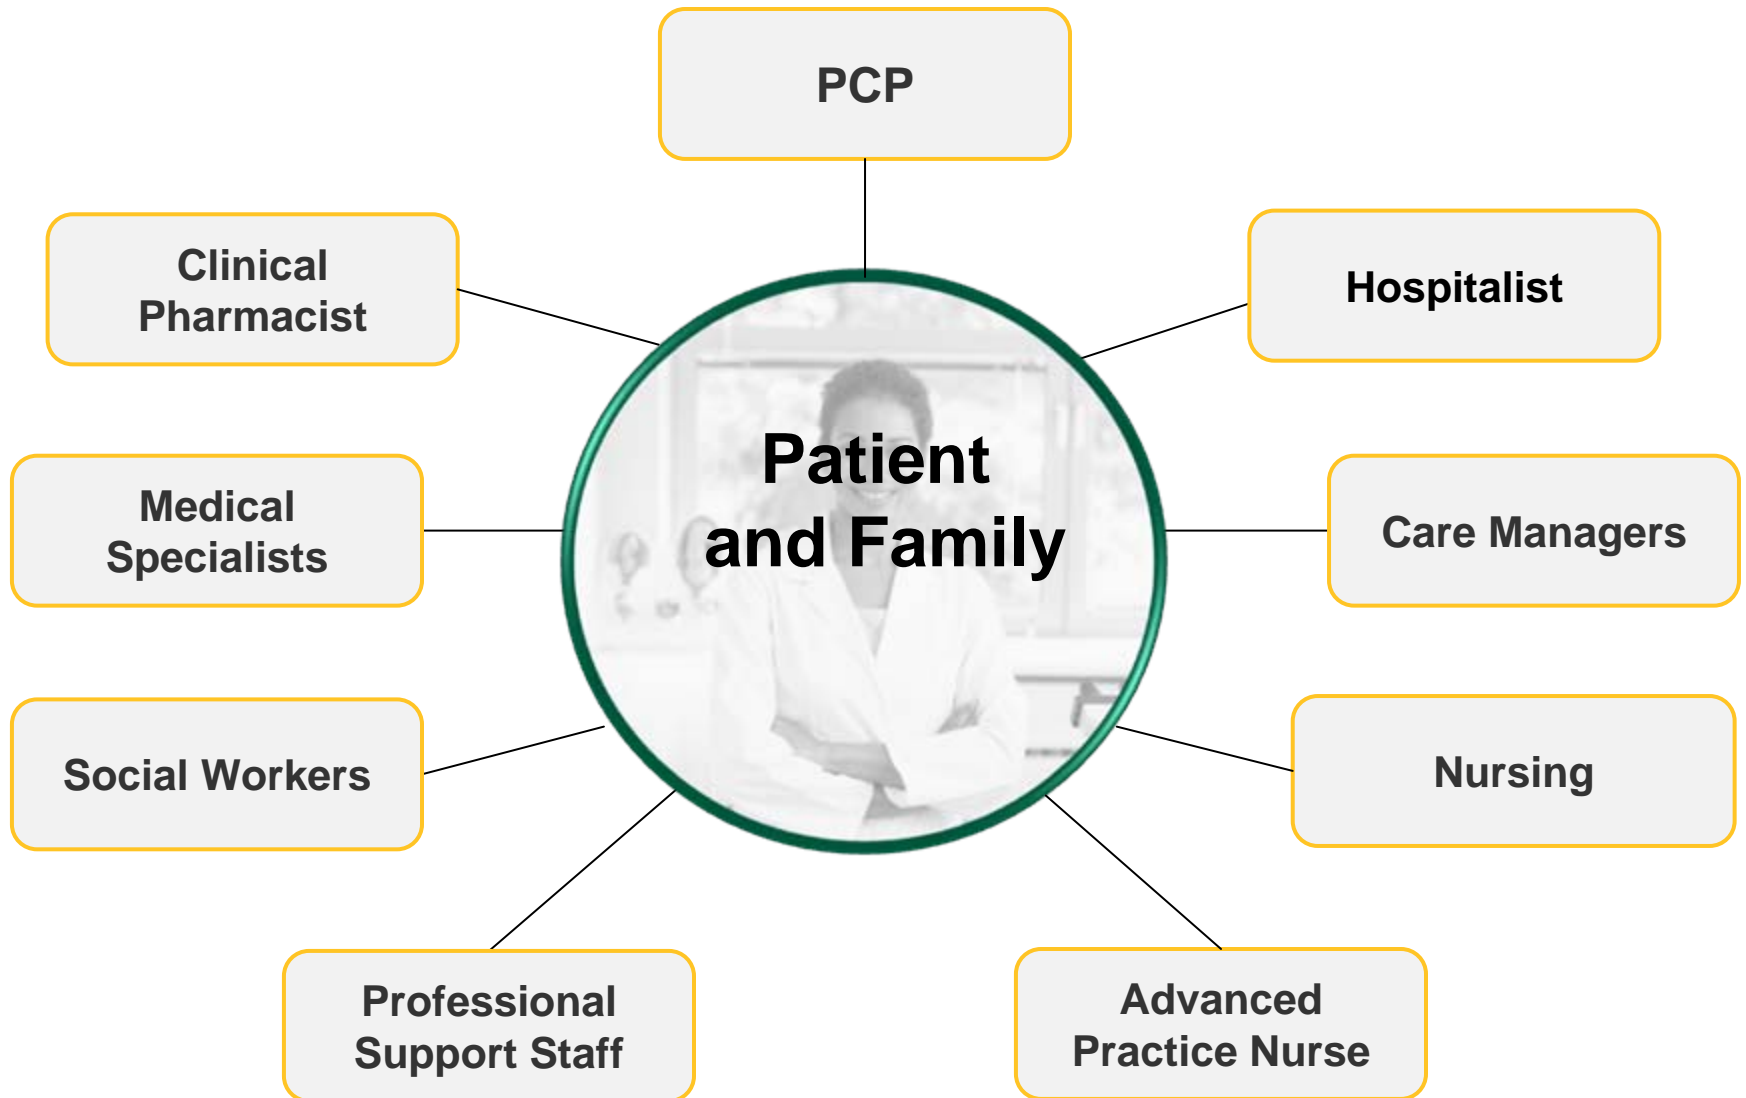 PCP
Clinical
Pharmacist
Hospitalist
Patient
and Family
Medical
Specialists
Care Managers
Social Workers
Nursing
Professional
Support Staff
Advanced
Practice Nurse